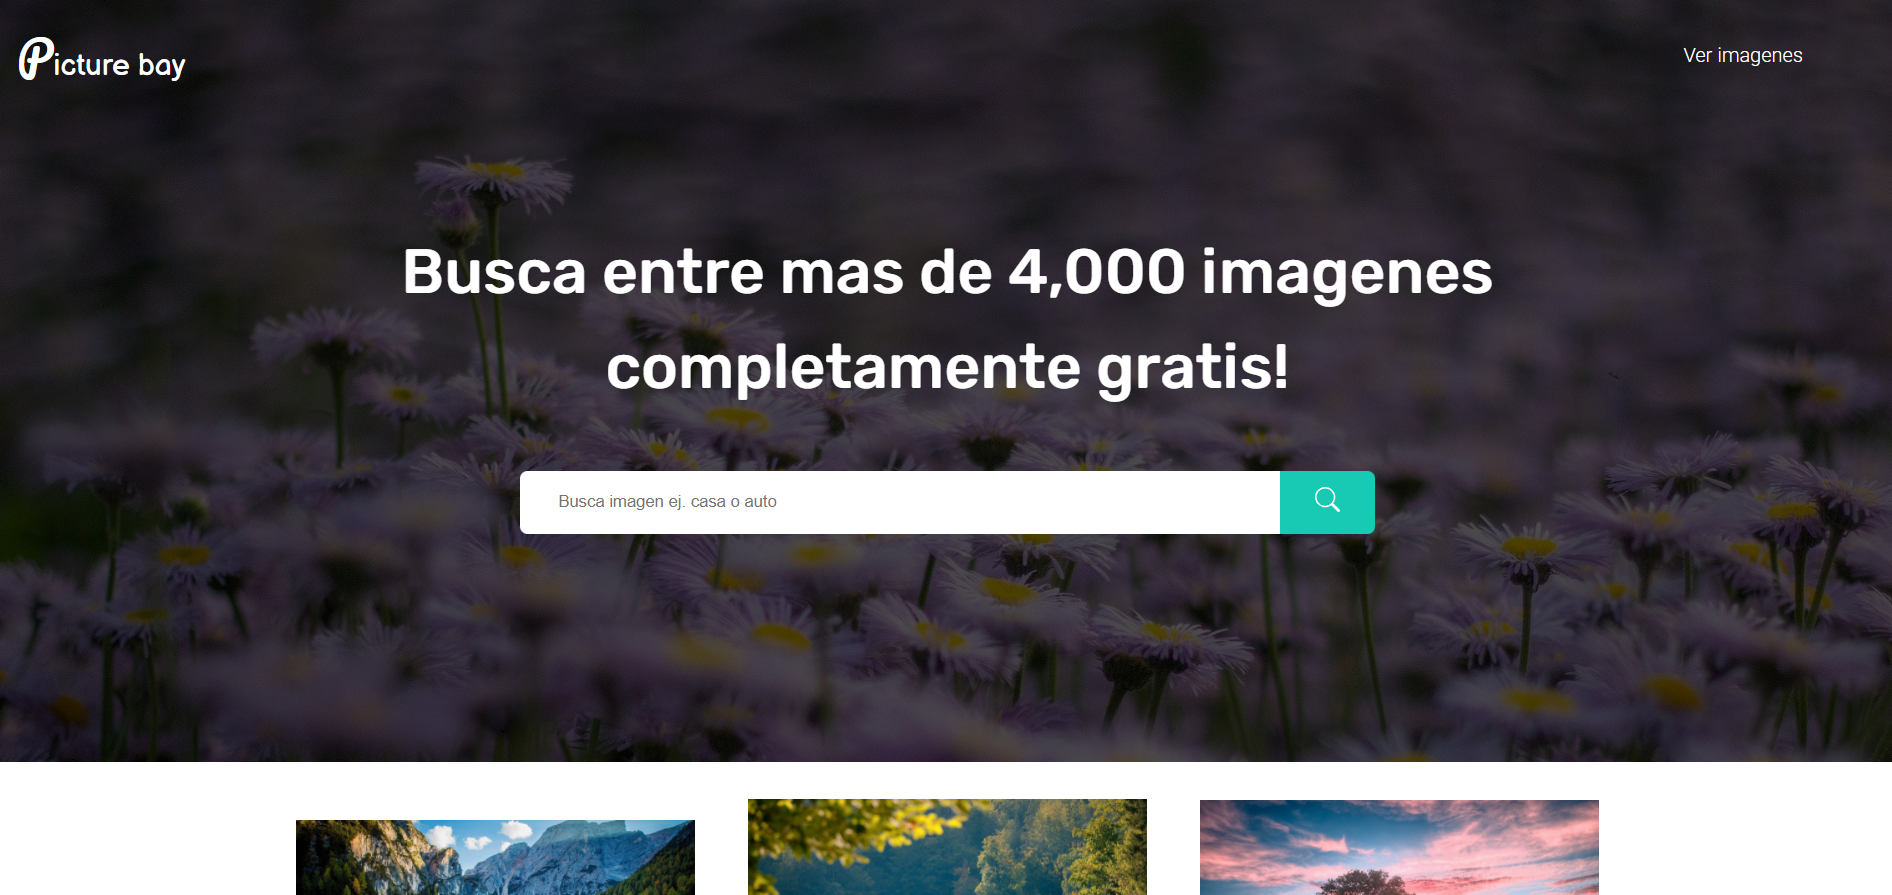 Picture bay
Ver imagenes
Busca entre mas de 4,000 imagenes
completamente gratis!
Busca imagen ej. casa o auto